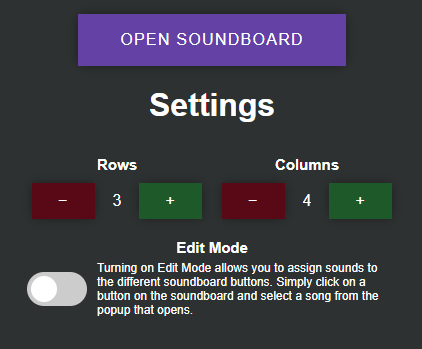 OPEN SOUNDBOARD
Settings
Rows Columns
− 3 + − 4 +
Edit Mode
Turning on Edit Mode allows you to assign sounds to
the different soundboard buttons. Simply click on a
button on the soundboard and select a song from the
popup that opens.